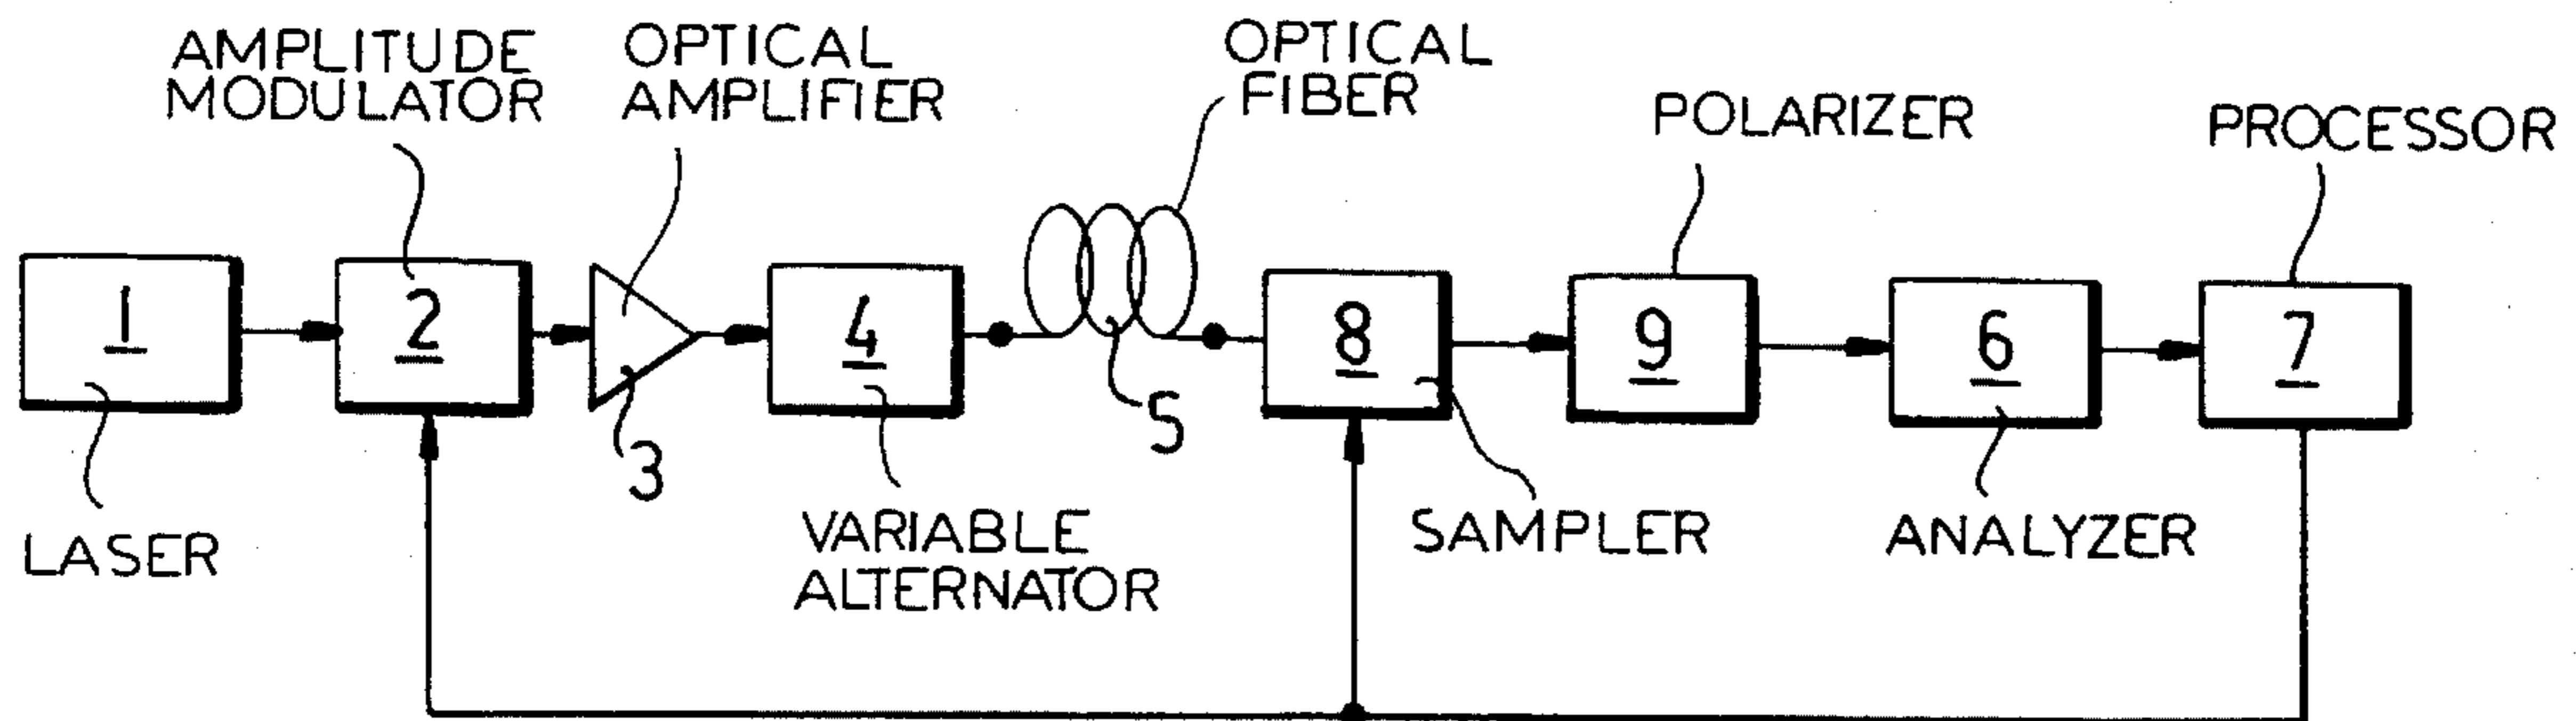 AMPLITUDE
MODULATOR
OPTICAL
AMPLIFIER
OPTICAL
FIBER
POLARIZER
PROCESSOR
1
2
3
4
5
8
9
6
7
LASER
VARIABLE
ALTERNATOR
SAMPLER
ANALYZER